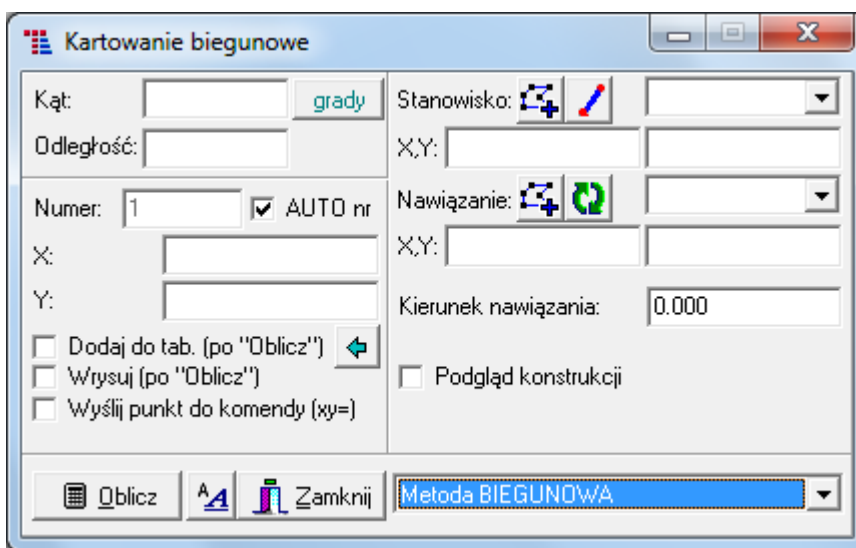 Kartowanie biegunowe
Kąt: grady
Odległość:
Numer: 1 AUTO nr
X:
Y:
Dodaj do tab. (po "Oblicz")
Wrysuj (po "Oblicz")
Wyślij punkt do komendy (xy=)
Stanowisko:
X,Y:
Nawiązanie:
X,Y:
Kierunek nawiązania: 0.000
Podgląd konstrukcji
Oblicz AA Zamknij Metoda BIEGUNOWA